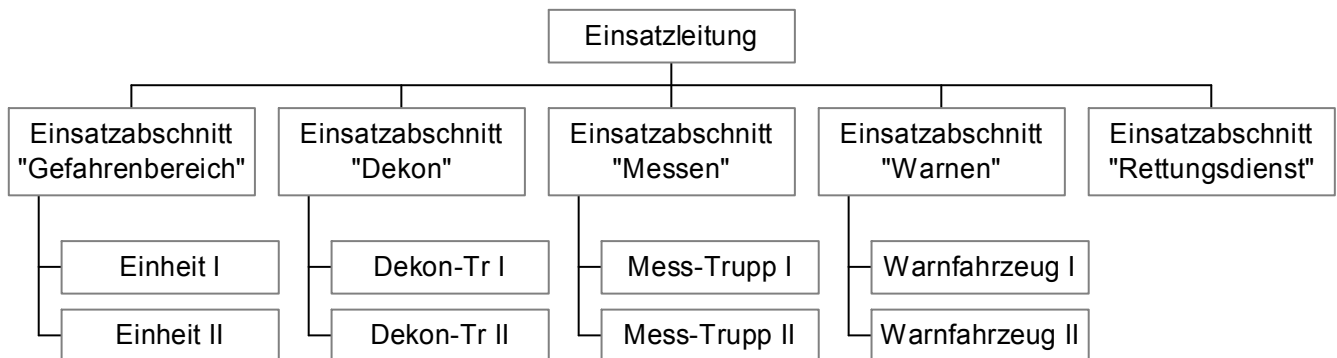 Einsatzleitung
Einsatzabschnitt
"Gefahrenbereich"
Einsatzabschnitt
"Dekon"
Einsatzabschnitt
"Messen"
Einsatzabschnitt
"Warnen"
Einsatzabschnitt
"Rettungsdienst"
Einheit I
Dekon-Tr I
Mess-Trupp I
Warnfahrzeug I
Einheit II
Dekon-Tr II
Mess-Trupp II
Warnfahrzeug II